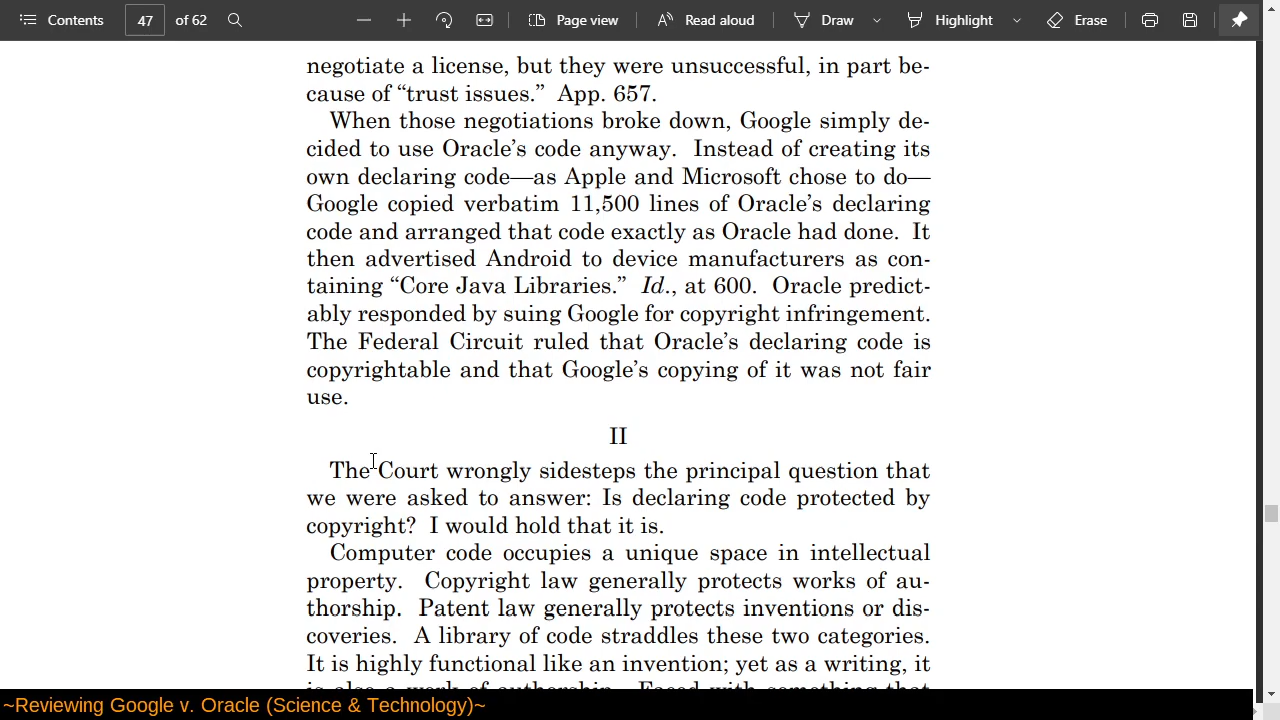 Contents 47 of 62 Page view Read aloud Draw Highlight Erase
negotiate a license, but they were unsuccessful, in part be-
cause of “trust issues.” App. 657.
When those negotiations broke down, Google simply de-
cided to use Oracle’s code anyway. Instead of creating its
own declaring code—as Apple and Microsoft chose to do—
Google copied verbatim 11,500 lines of Oracle’s declaring
code and arranged that code exactly as Oracle had done. It
then advertised Android to device manufacturers as con-
taining “Core Java Libraries.” Id., at 600. Oracle predict-
ably responded by suing Google for copyright infringement.
The Federal Circuit ruled that Oracle’s declaring code is
copyrightable and that Google’s copying of it was not fair
use.
II
The Court wrongly sidesteps the principal question that
we were asked to answer: Is declaring code protected by
copyright? I would hold that it is.
Computer code occupies a unique space in intellectual
property. Copyright law generally protects works of au-
thorship. Patent law generally protects inventions or dis-
coveries. A library of code straddles these two categories.
It is highly functional like an invention; yet as a writing, it
is also a work of authorship. Faced with something that
~Reviewing Google v. Oracle (Science & Technology)~